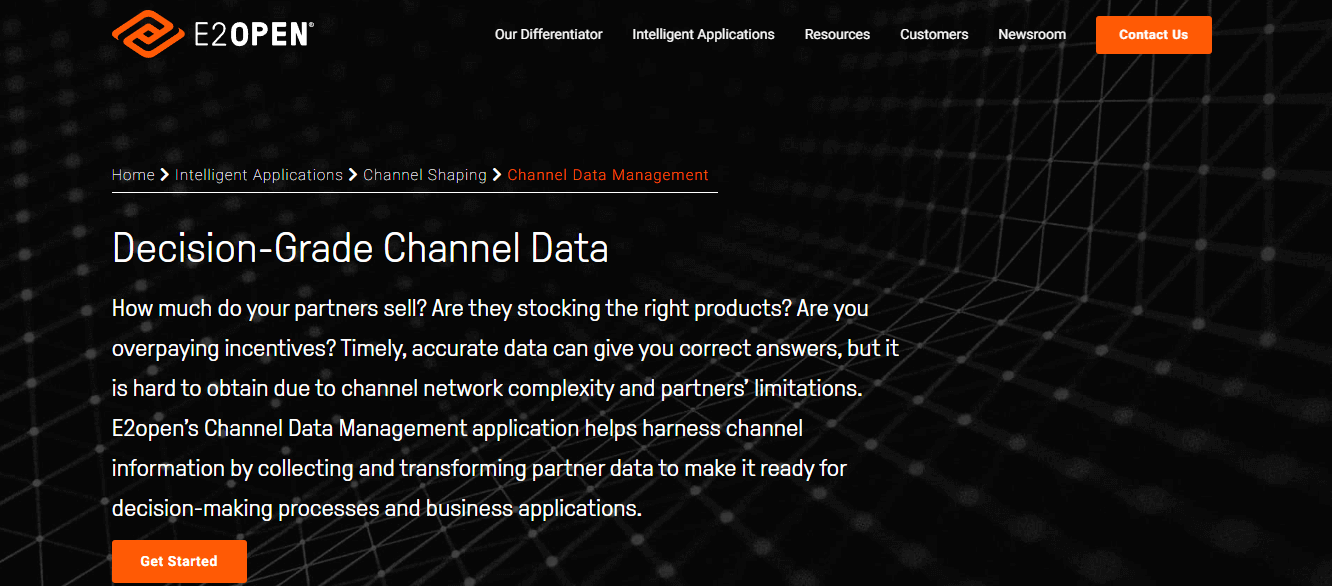 E2OPEN®
Our Differentiator Intelligent Applications Resources Customers Newsroom Contact Us
Home > Intelligent Applications > Channel Shaping > Channel Data Management
Decision-Grade Channel Data
How much do your partners sell? Are they stocking the right products? Are you
overpaying incentives? Timely, accurate data can give you correct answers, but it
is hard to obtain due to channel network complexity and partners’ limitations.
E2open’s Channel Data Management application helps harness channel
information by collecting and transforming partner data to make it ready for
decision-making processes and business applications.
Get Started